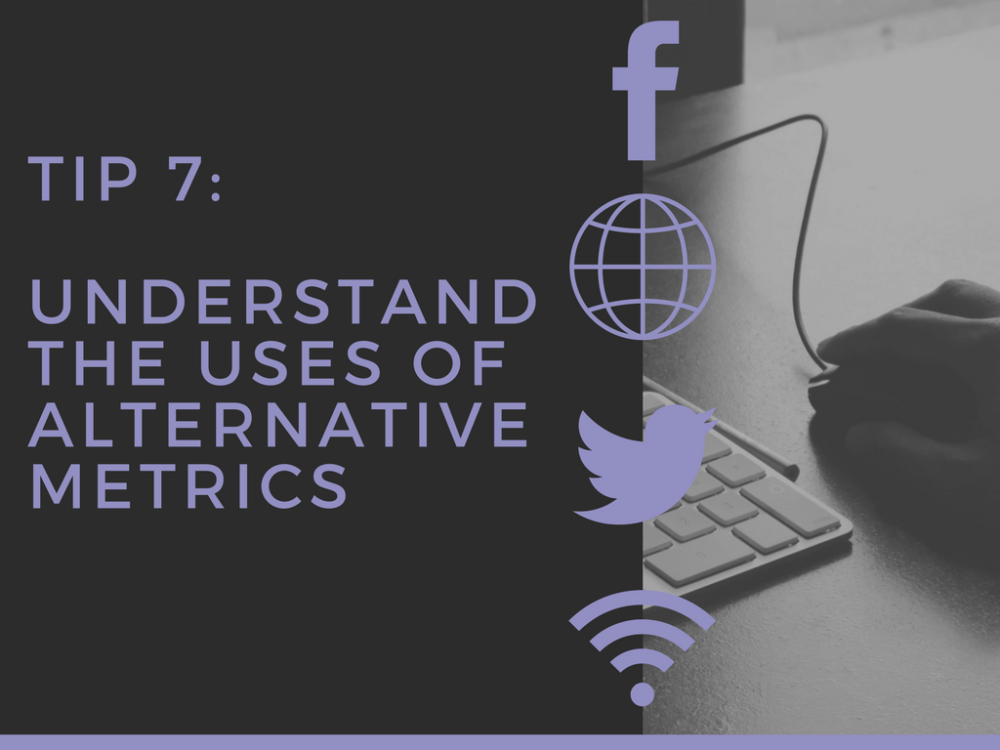 TIP 7:
UNDERSTAND
THE USES OF
ALTERNATIVE
METRICS